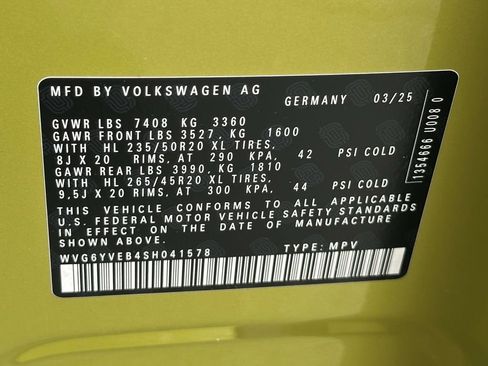 MFD BY VOLKSWAGEN AG
GERMANY 03/25
GVWR LBS 7408 KG 3360
GAWR FRONT LBS 3527, KG 1600
WITH HL 235/50R20 XL TIRES,
8J X 20 RIMS, AT 290 KPA, 42 PSI COLD
GAWR REAR LBS 3990, KG 1810
WITH HL 265/45R20 XL TIRES,
9,5J X 20 RIMS, AT 300 KPA, 44 PSI COLD
THIS VEHICLE CONFORMS TO ALL APPLICABLE
U.S. FEDERAL MOTOR VEHICLE SAFETY STANDARDS
IN EFFECT ON THE DATE OF MANUFACTURE
SHOWN ABOVE.
WVG6YVEB4SH041578 TYPE: MPV
1354666 U008 0